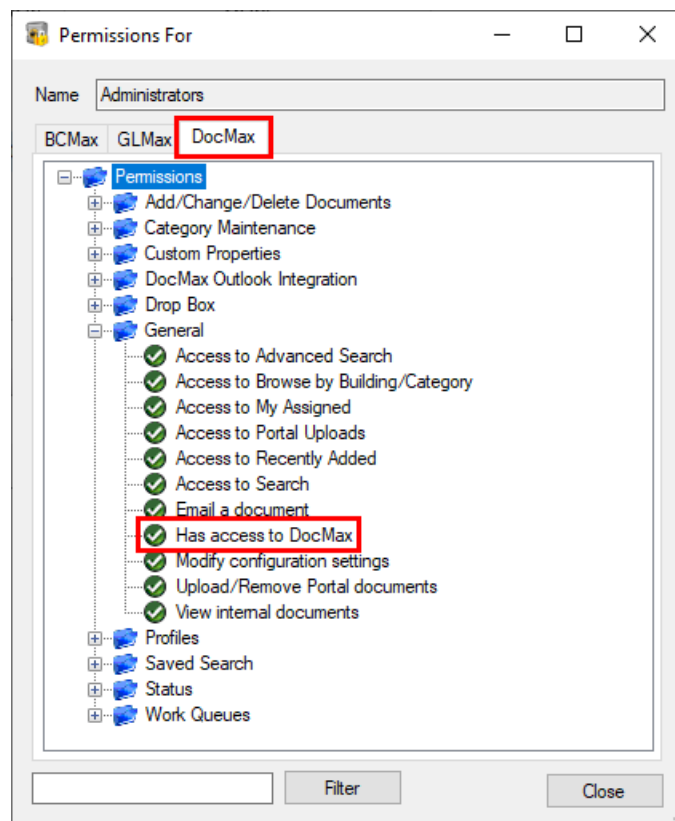 Permissions For
Name Administrators
BCMax GLMax DocMax
Permissions
Add/Change/Delete Documents
Category Maintenance
Custom Properties
DocMax Outlook Integration
Drop Box
General
Access to Advanced Search
Access to Browse by Building/Category
Access to My Assigned
Access to Portal Uploads
Access to Recently Added
Access to Search
Email a document
Has access to DocMax
Modify configuration settings
Upload/Remove Portal documents
View internal documents
Profiles
Saved Search
Status
Work Queues
Filter Close